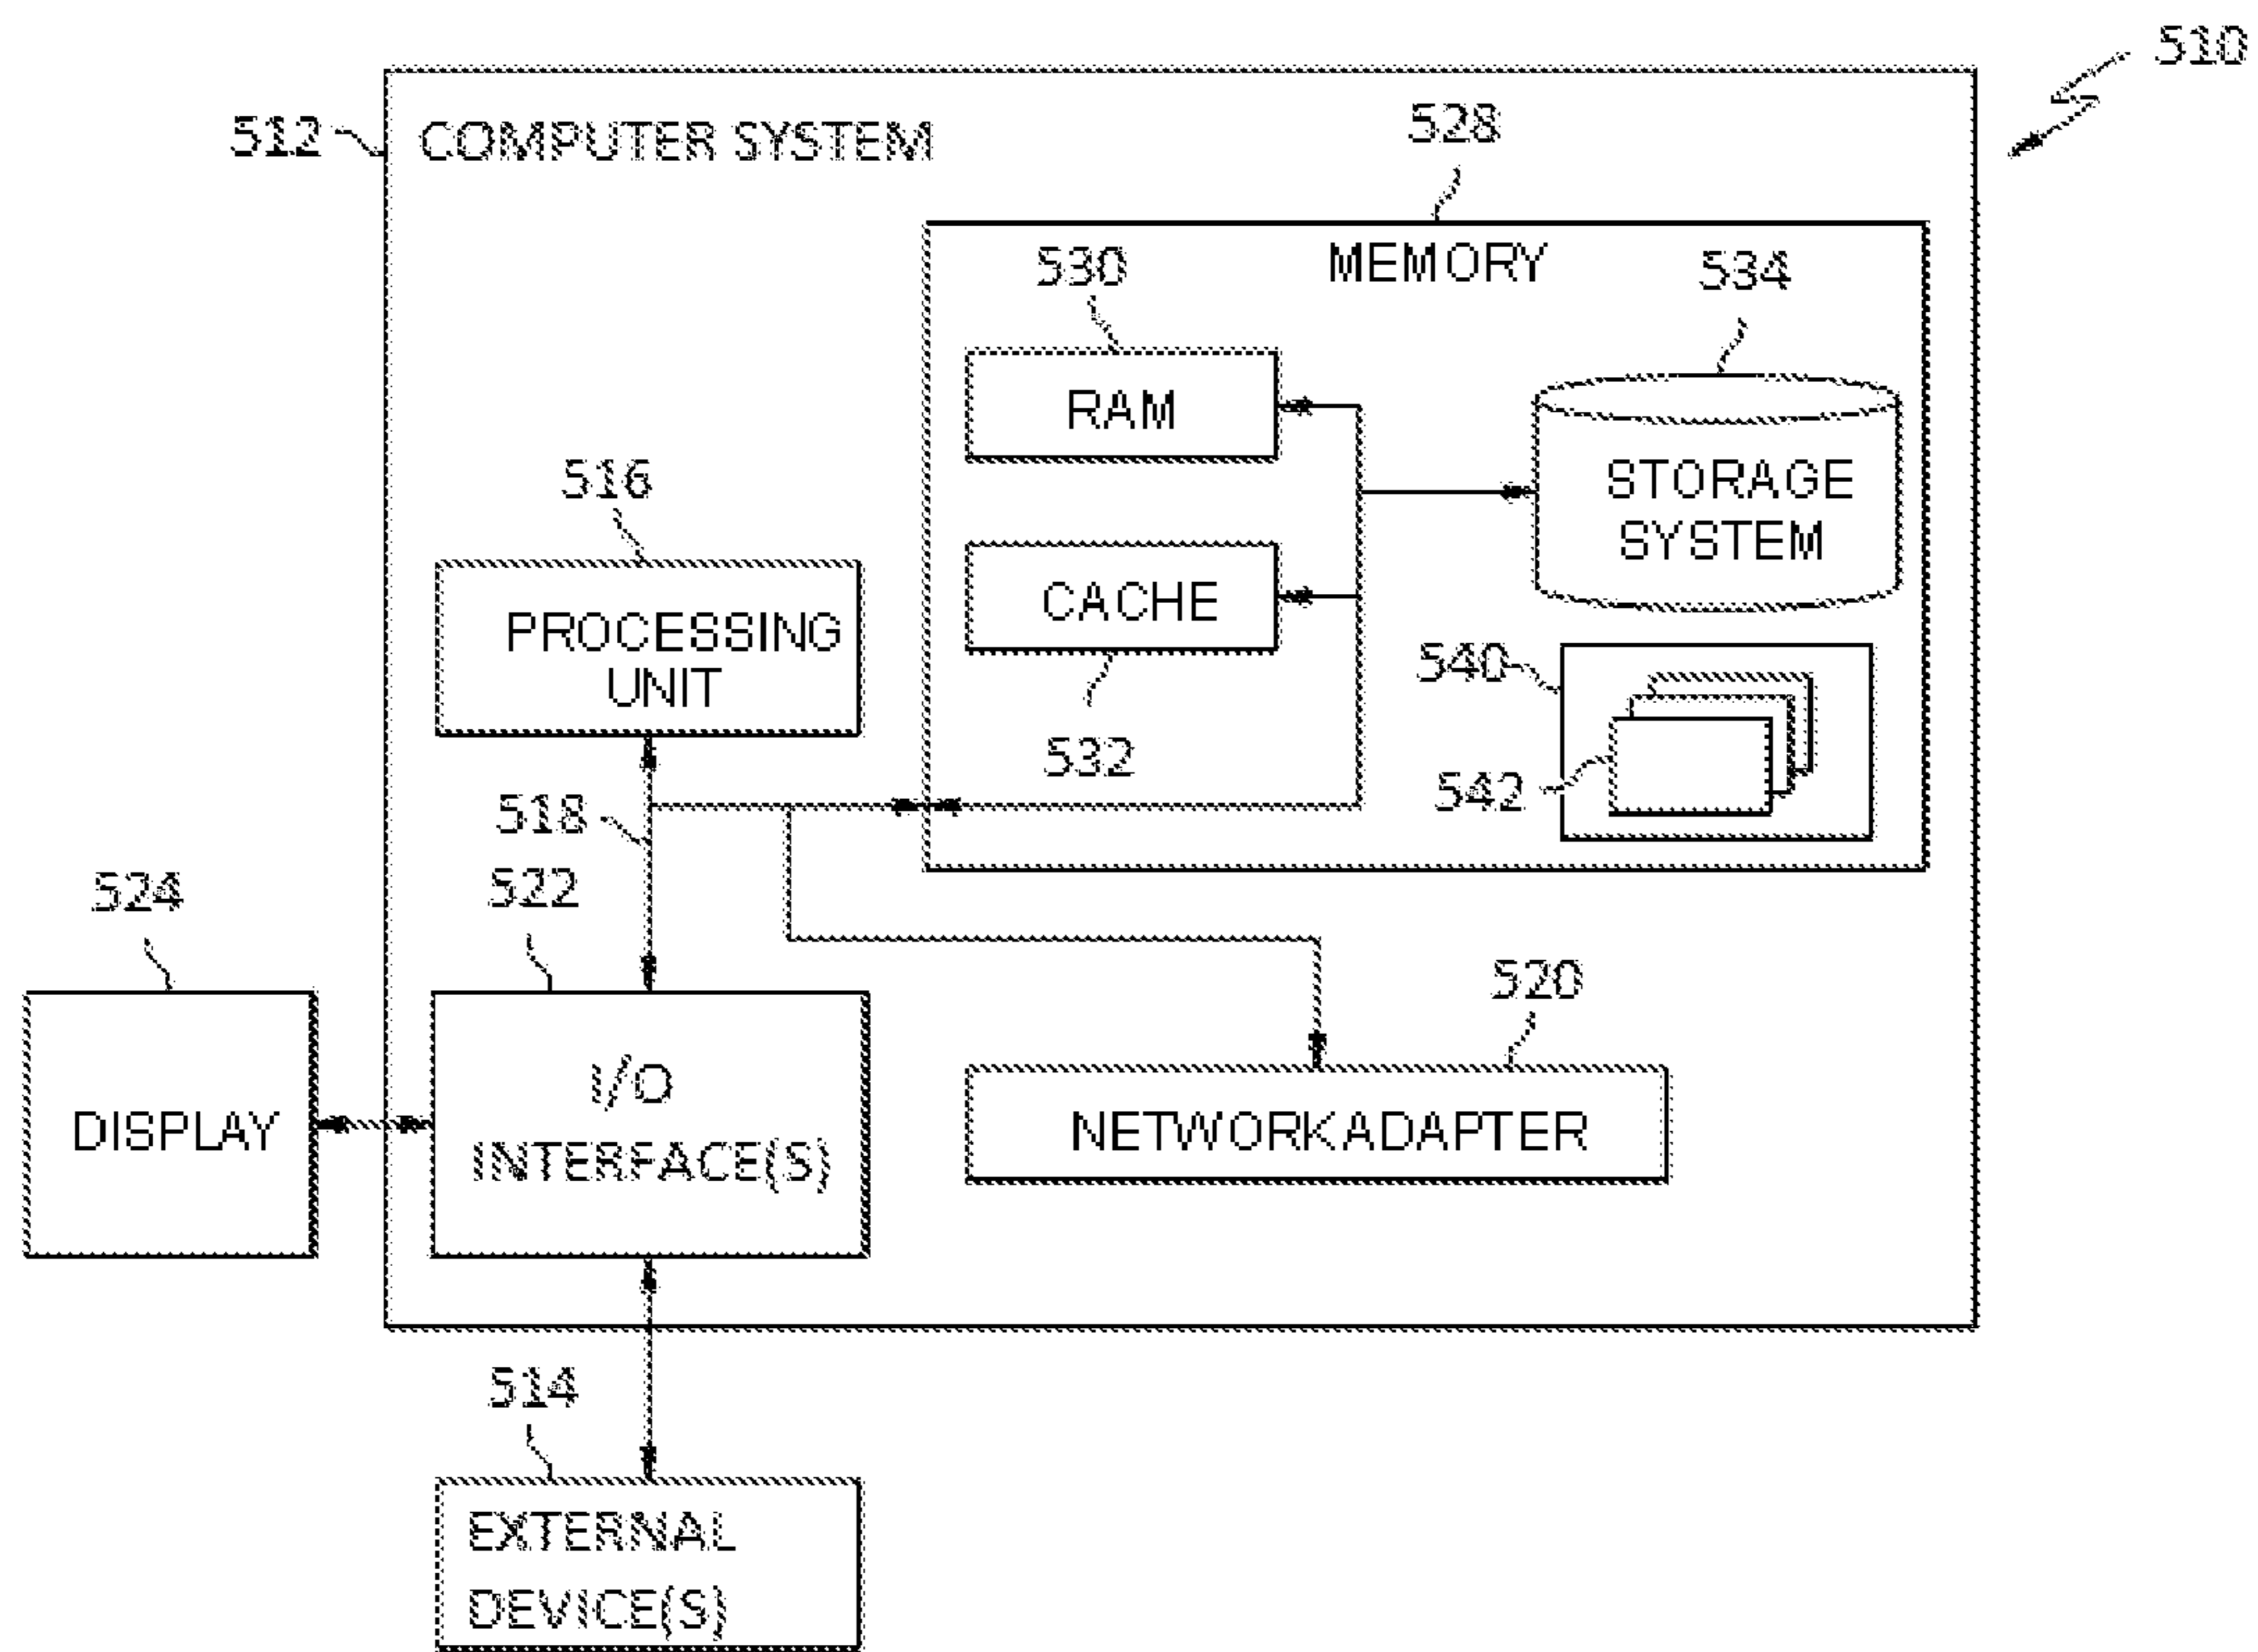 510
512
COMPUTER SYSTEM
528
MEMORY
530
534
RAM
STORAGE
SYSTEM
516
PROCESSING
UNIT
CACHE
532
540
542
518
522
524
520
DISPLAY
I/O
INTERFACE(S)
NETWORKADAPTER
514
EXTERNAL
DEVICE(S)